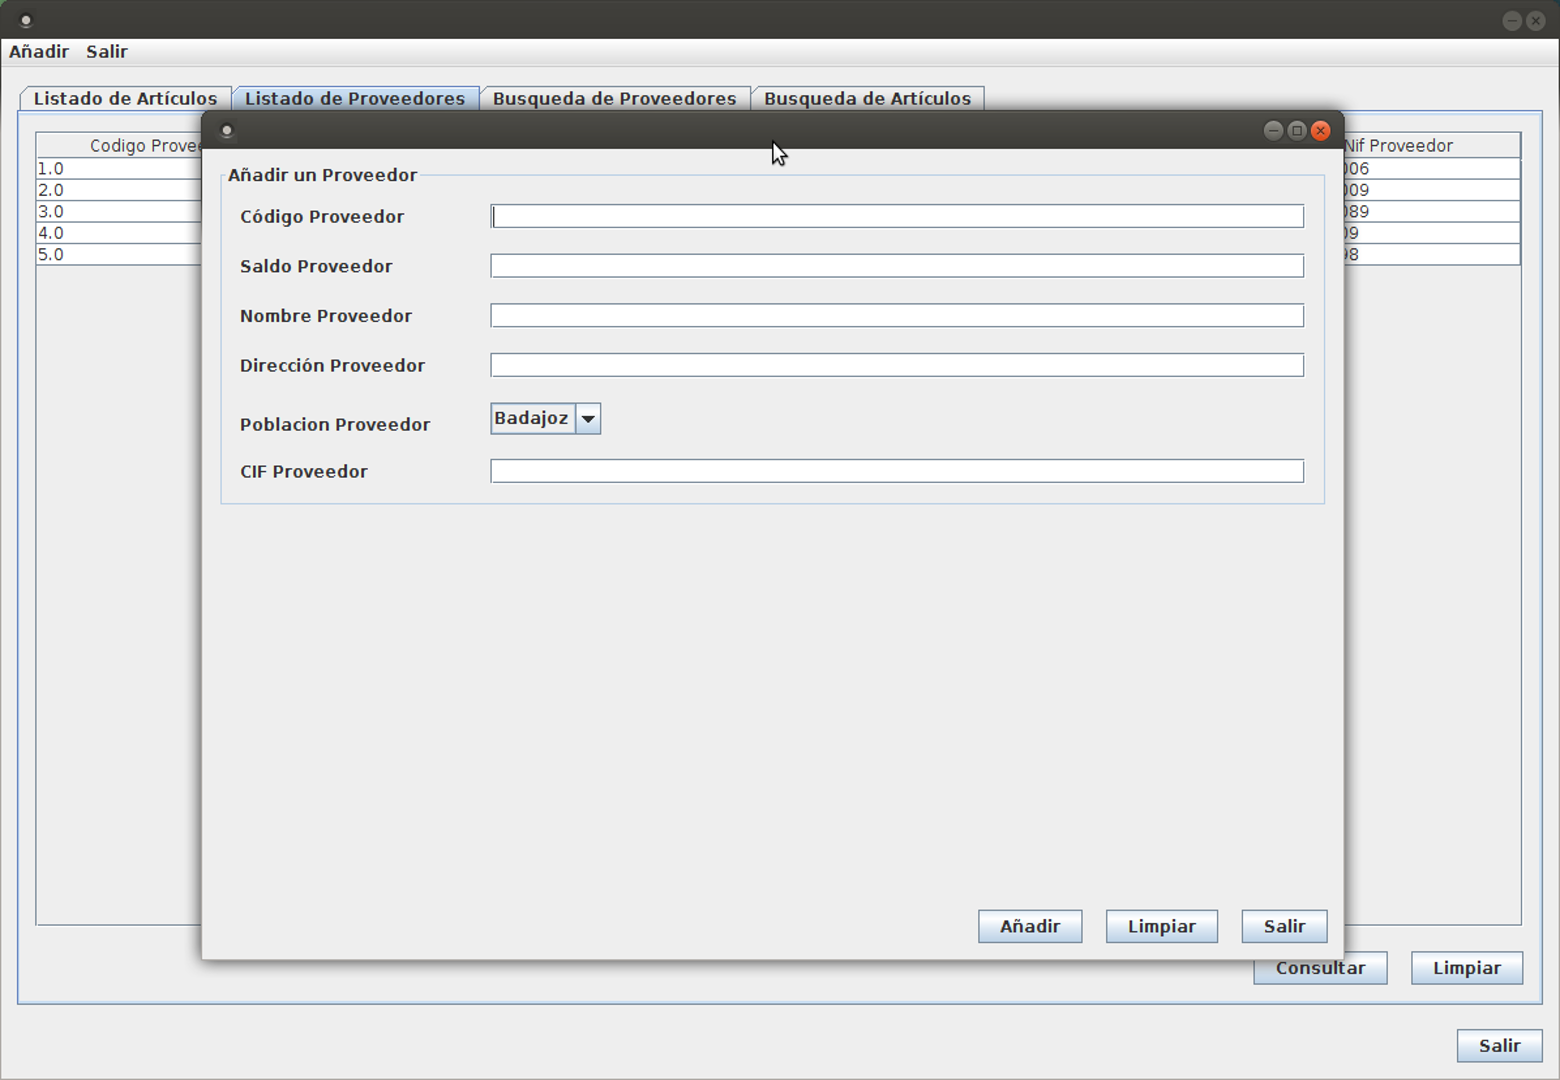 Añadir Salir
Listado de Artículos Listado de Proveedores Busqueda de Proveedores Busqueda de Artículos
Codigo Prove
Nif Proveedor
1.0
006
2.0
009
3.0
089
4.0
09
5.0
98
Añadir un Proveedor
Código Proveedor
Saldo Proveedor
Nombre Proveedor
Dirección Proveedor
Poblacion Proveedor Badajoz
CIF Proveedor
Añadir Limpiar Salir
Consultar Limpiar
Salir